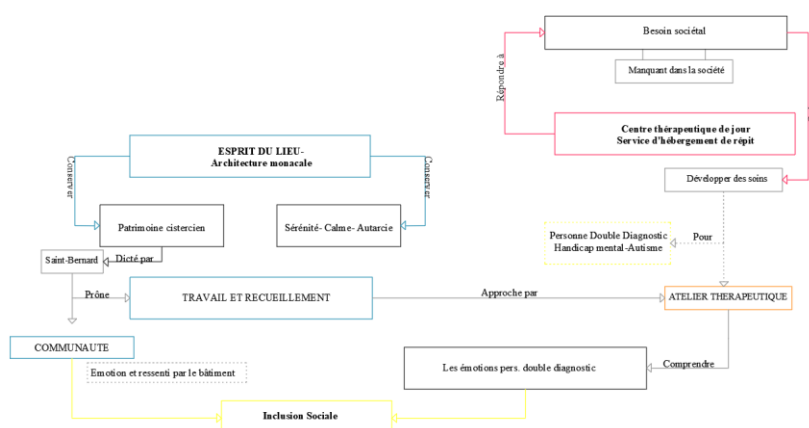 Besoin sociétal
Manquant dans la société
Répondre à
Centre thérapeutique de jour
Service d'hébergement de répit
ESPRIT DU LIEU-
Architecture monacale
Conserver
Conserver
Développer des soins
Patrimoine cistercien
Sérénité- Calme- Autarcie
Personne Double Diagnostic
Handicap mental-Autisme
Pour
Saint-Bernard
Dicté par
Prône
TRAVAIL ET RECUEILLEMENT
Approche par
ATELIER THERAPEUTIQUE
COMMUNAUTE
Emotion et ressenti par le bâtiment
Les émotions pers. double diagnostic
Comprendre
Inclusion Sociale